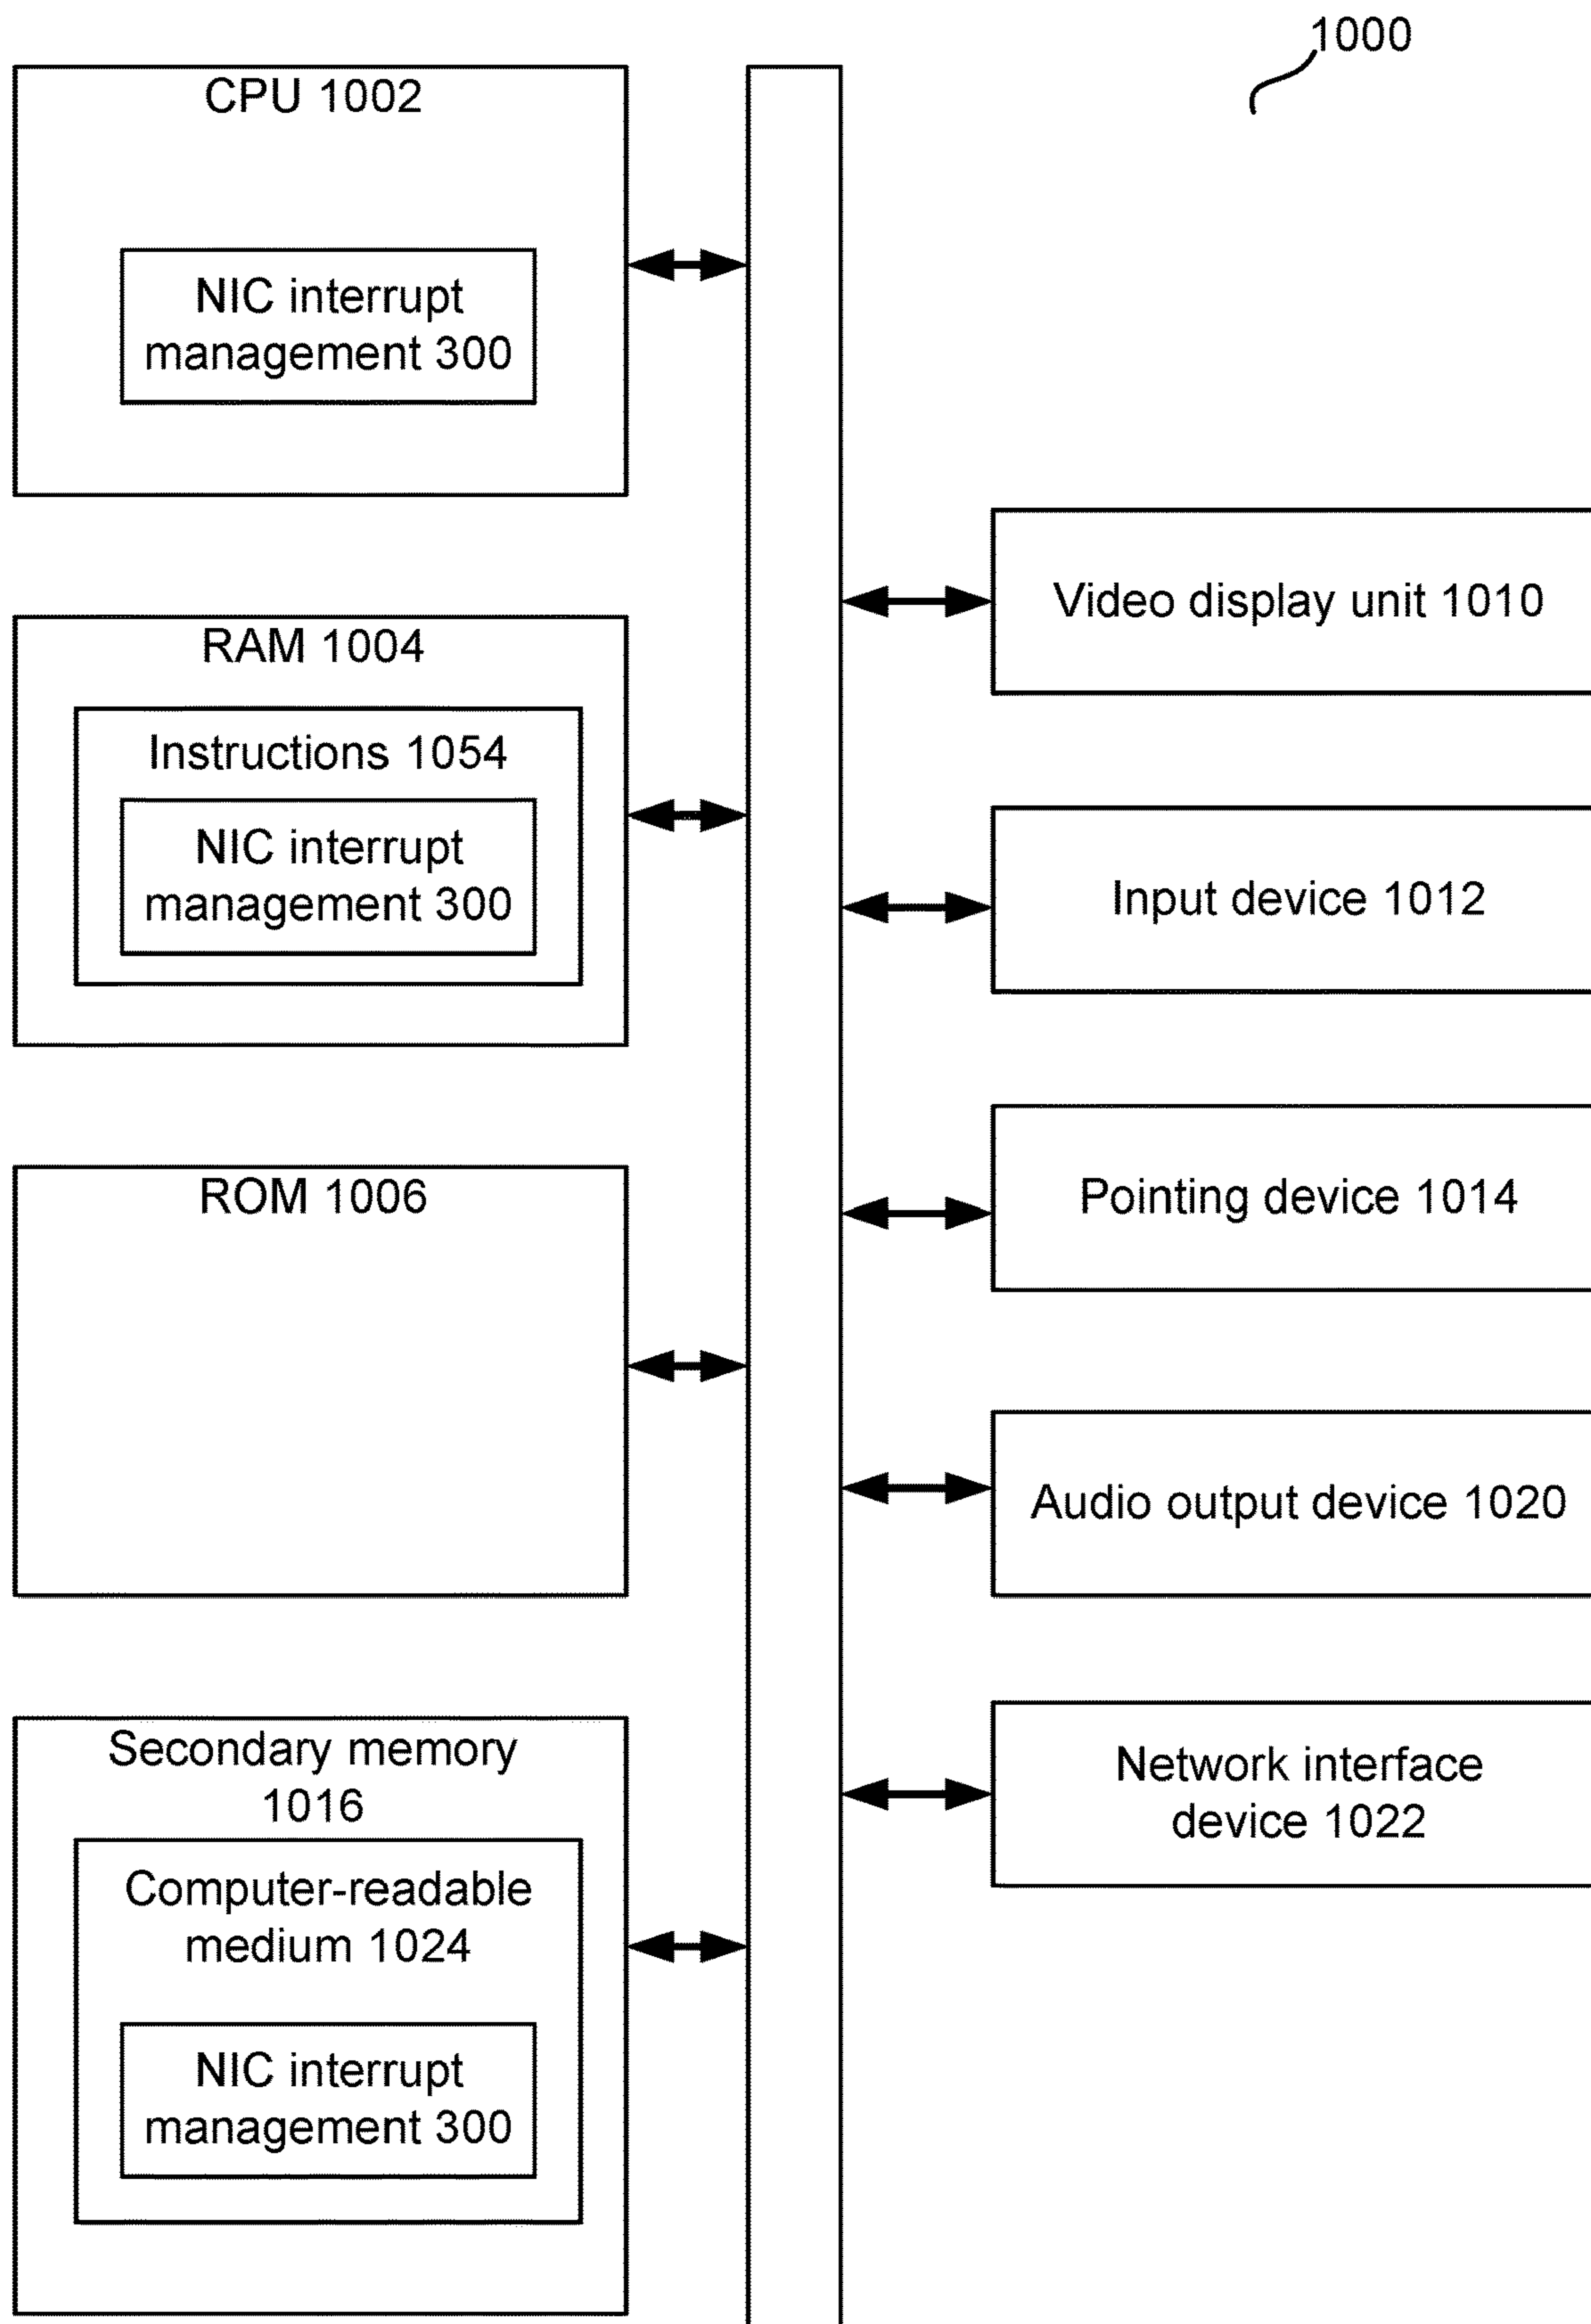 1000
CPU 1002
NIC interrupt
management 300
RAM 1004
Instructions 1054
NIC interrupt
management 300
ROM 1006
Secondary memory
1016
Computer-readable
medium 1024
NIC interrupt
management 300
Video display unit 1010
Input device 1012
Pointing device 1014
Audio output device 1020
Network interface
device 1022